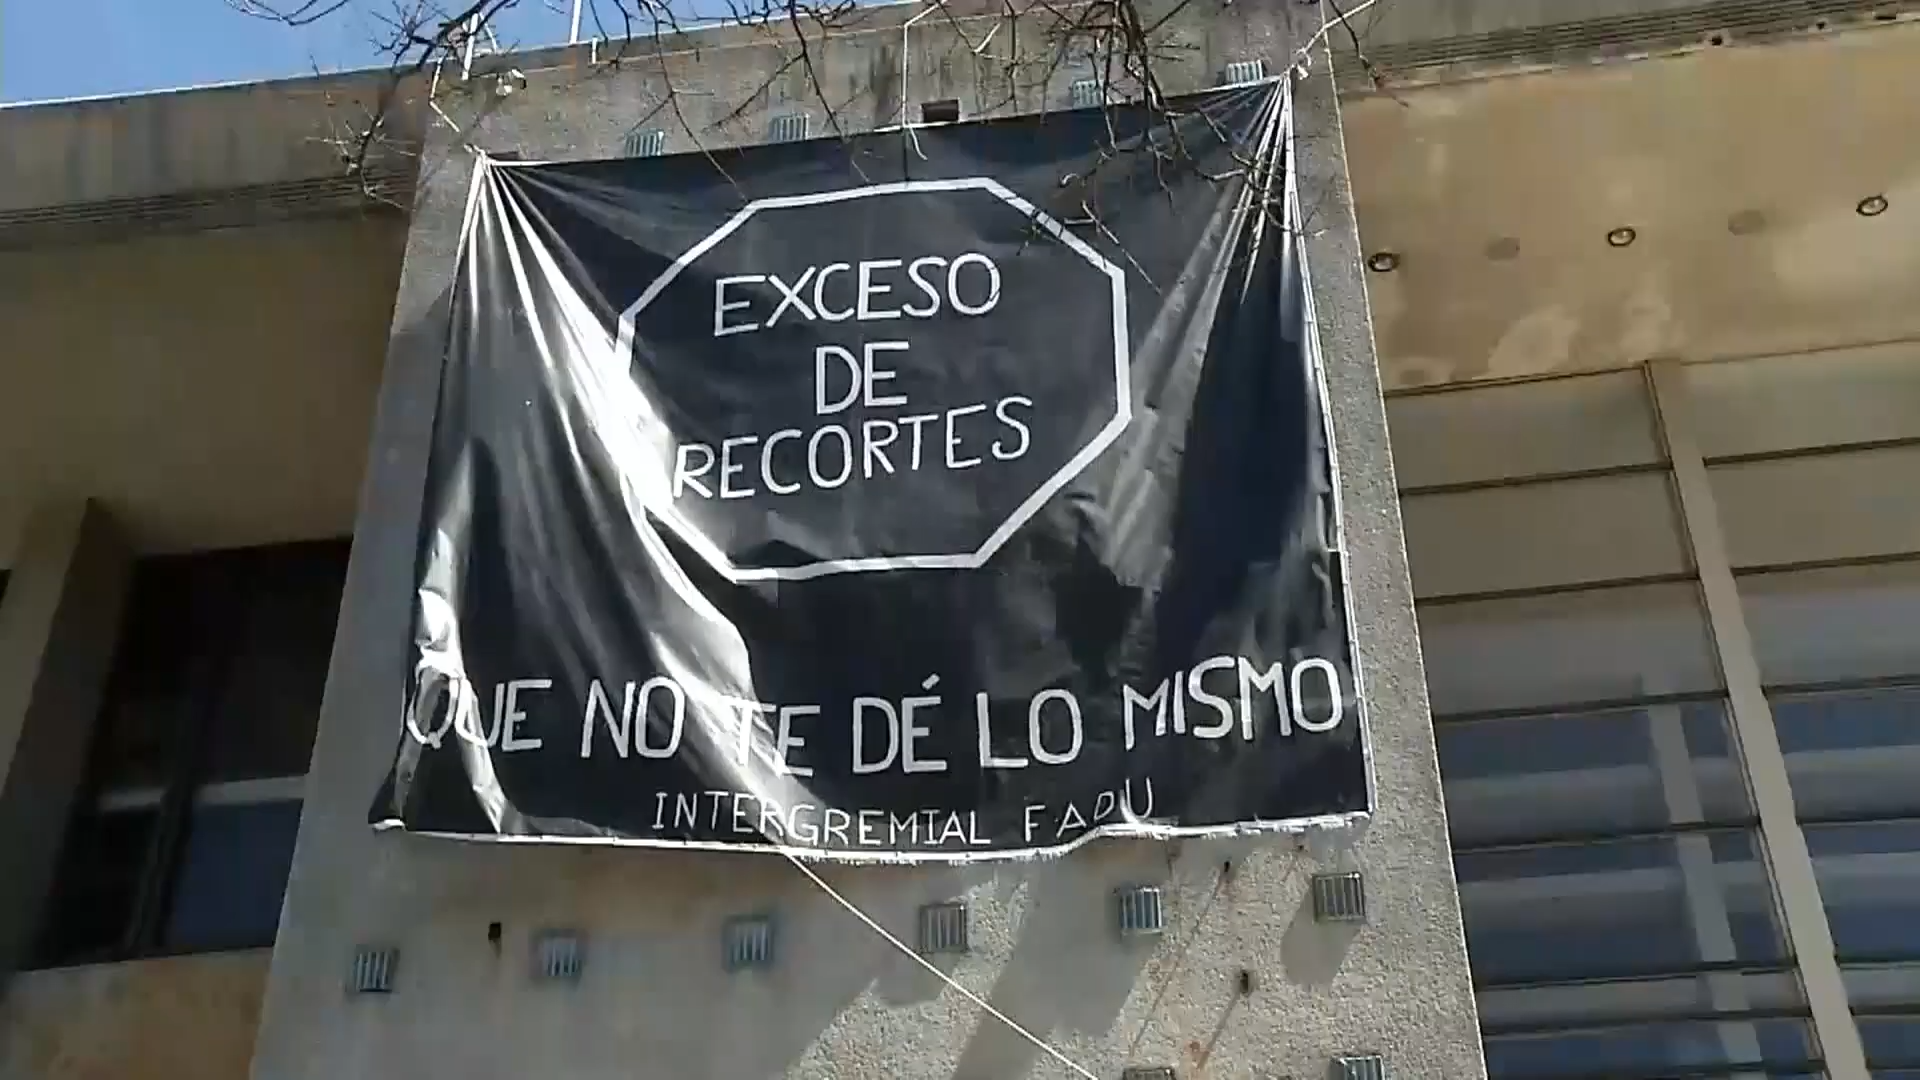 EXCESO
DE
RECORTES
QUE NO TE DÉ LO MISMO
INTERGREMIAL FADU